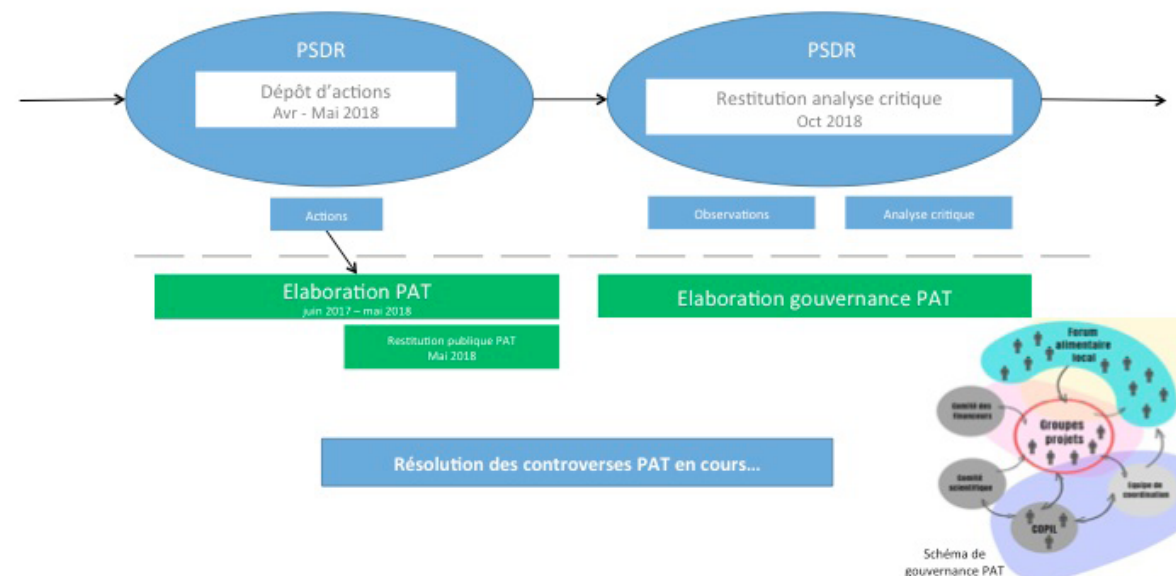 PSDR
Dépôt d'actions
Avr - Mai 2018
PSDR
Restitution analyse critique
Oct 2018
Actions
Observations
Analyse critique
Elaboration PAT
juin 2017 – mai 2018
Restitution publique PAT
Mai 2018
Elaboration gouvernance PAT
Résolution des controverses PAT en cours...
Forum
alimentaire
local
Comité des
financeurs
Groupes
projets
Comité
scientifique
Equipe de
coordination
COPIL
Schéma de
gouvernance PAT